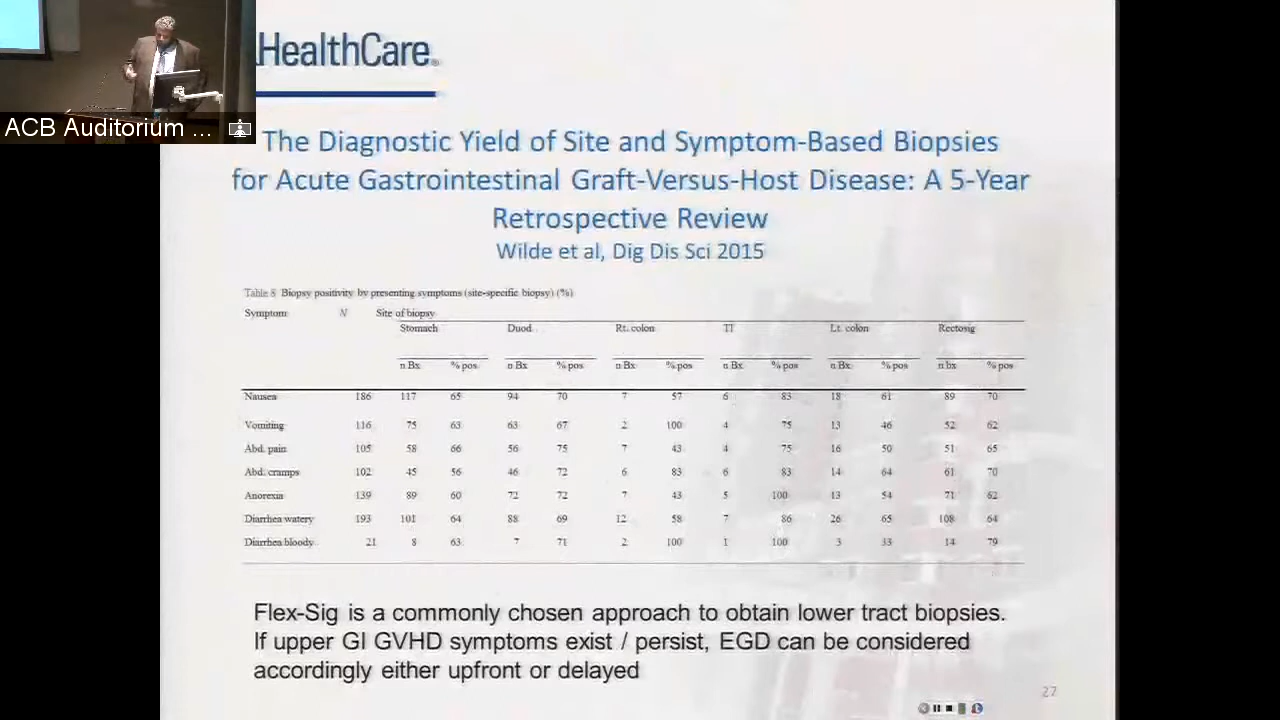 HealthCare
ACB Auditorium ...
The Diagnostic Yield of Site and Symptom-Based Biopsies
for Acute Gastrointestinal Graft-Versus-Host Disease: A 5-Year
Retrospective Review
Wilde et al, Dig Dis Sci 2015
Table 8 Biopsy positivity by presenting symptoms (site-specific biopsy) (%)
Symptom N Site of biopsy
Stomach Duod. Rt. colon TI Lt. colon Rectosig
n Bx % pos n Bx % pos n Bx % pos n Bx % pos n Bx % pos n bx % pos
Nausea 186 117 65 94 70 7 57 6 83 18 61 89 70
Vomiting 116 75 63 63 67 2 100 4 75 13 46 52 62
Abd. pain 105 58 66 56 75 7 43 4 75 16 50 51 65
Abd. cramps 102 45 56 46 72 6 83 6 83 14 64 61 70
Anorexia 139 89 60 72 72 7 43 5 100 13 54 71 62
Diarrhea watery 193 101 64 88 69 12 58 7 86 26 65 108 64
Diarrhea bloody 21 8 63 7 71 2 100 1 100 3 33 14 79
Flex-Sig is a commonly chosen approach to obtain lower tract biopsies.
If upper GI GVHD symptoms exist / persist, EGD can be considered
accordingly either upfront or delayed
27